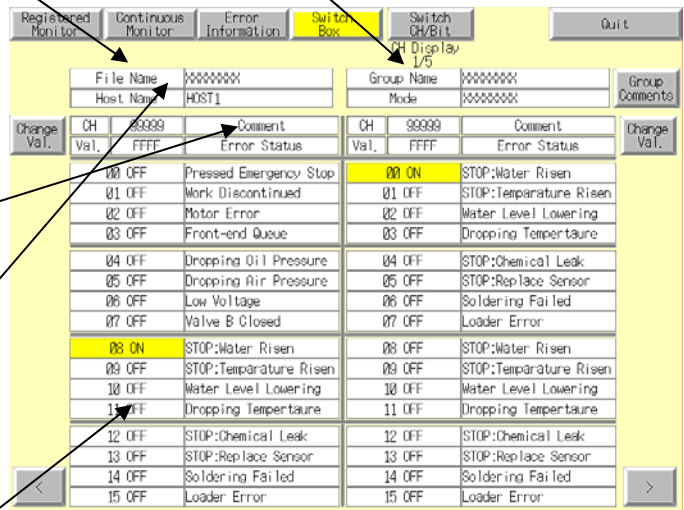 Registered Monitor
Continuous Monitor
Error Information
Switch Box
Switch CH/Bit
Quit
CH Display
1/5
File Name XXXXXXXX
Group Name XXXXXXXX
Host Name HOST1
Mode XXXXXXXX
Group Comments
Change Val.
CH 99999 Comment CH 99999 Comment
Val. FFFF Error Status Val. FFFF Error Status
Change Val.
00 OFF Pressed Emergency Stop 00 ON STOP:Water Risen
01 OFF Work Discontinued 01 OFF STOP:Temparature Risen
02 OFF Motor Error 02 OFF Water Level Lowering
03 OFF Front-end Queue 03 OFF Dropping Tempertaure
04 OFF Dropping Oil Pressure 04 OFF STOP:Chemical Leak
05 OFF Dropping Air Pressure 05 OFF STOP:Replace Sensor
06 OFF Low Voltage 06 OFF Soldering Failed
07 OFF Valve B Closed 07 OFF Loader Error
08 ON STOP:Water Risen 08 OFF STOP:Water Risen
09 OFF STOP:Temparature Risen 09 OFF STOP:Temparature Risen
10 OFF Water Level Lowering 10 OFF Water Level Lowering
11 OFF Dropping Tempertaure 11 OFF Dropping Tempertaure
12 OFF STOP:Chemical Leak 12 OFF STOP:Chemical Leak
13 OFF STOP:Replace Sensor 13 OFF STOP:Replace Sensor
14 OFF Soldering Failed 14 OFF Soldering Failed
15 OFF Loader Error 15 OFF Loader Error
< >